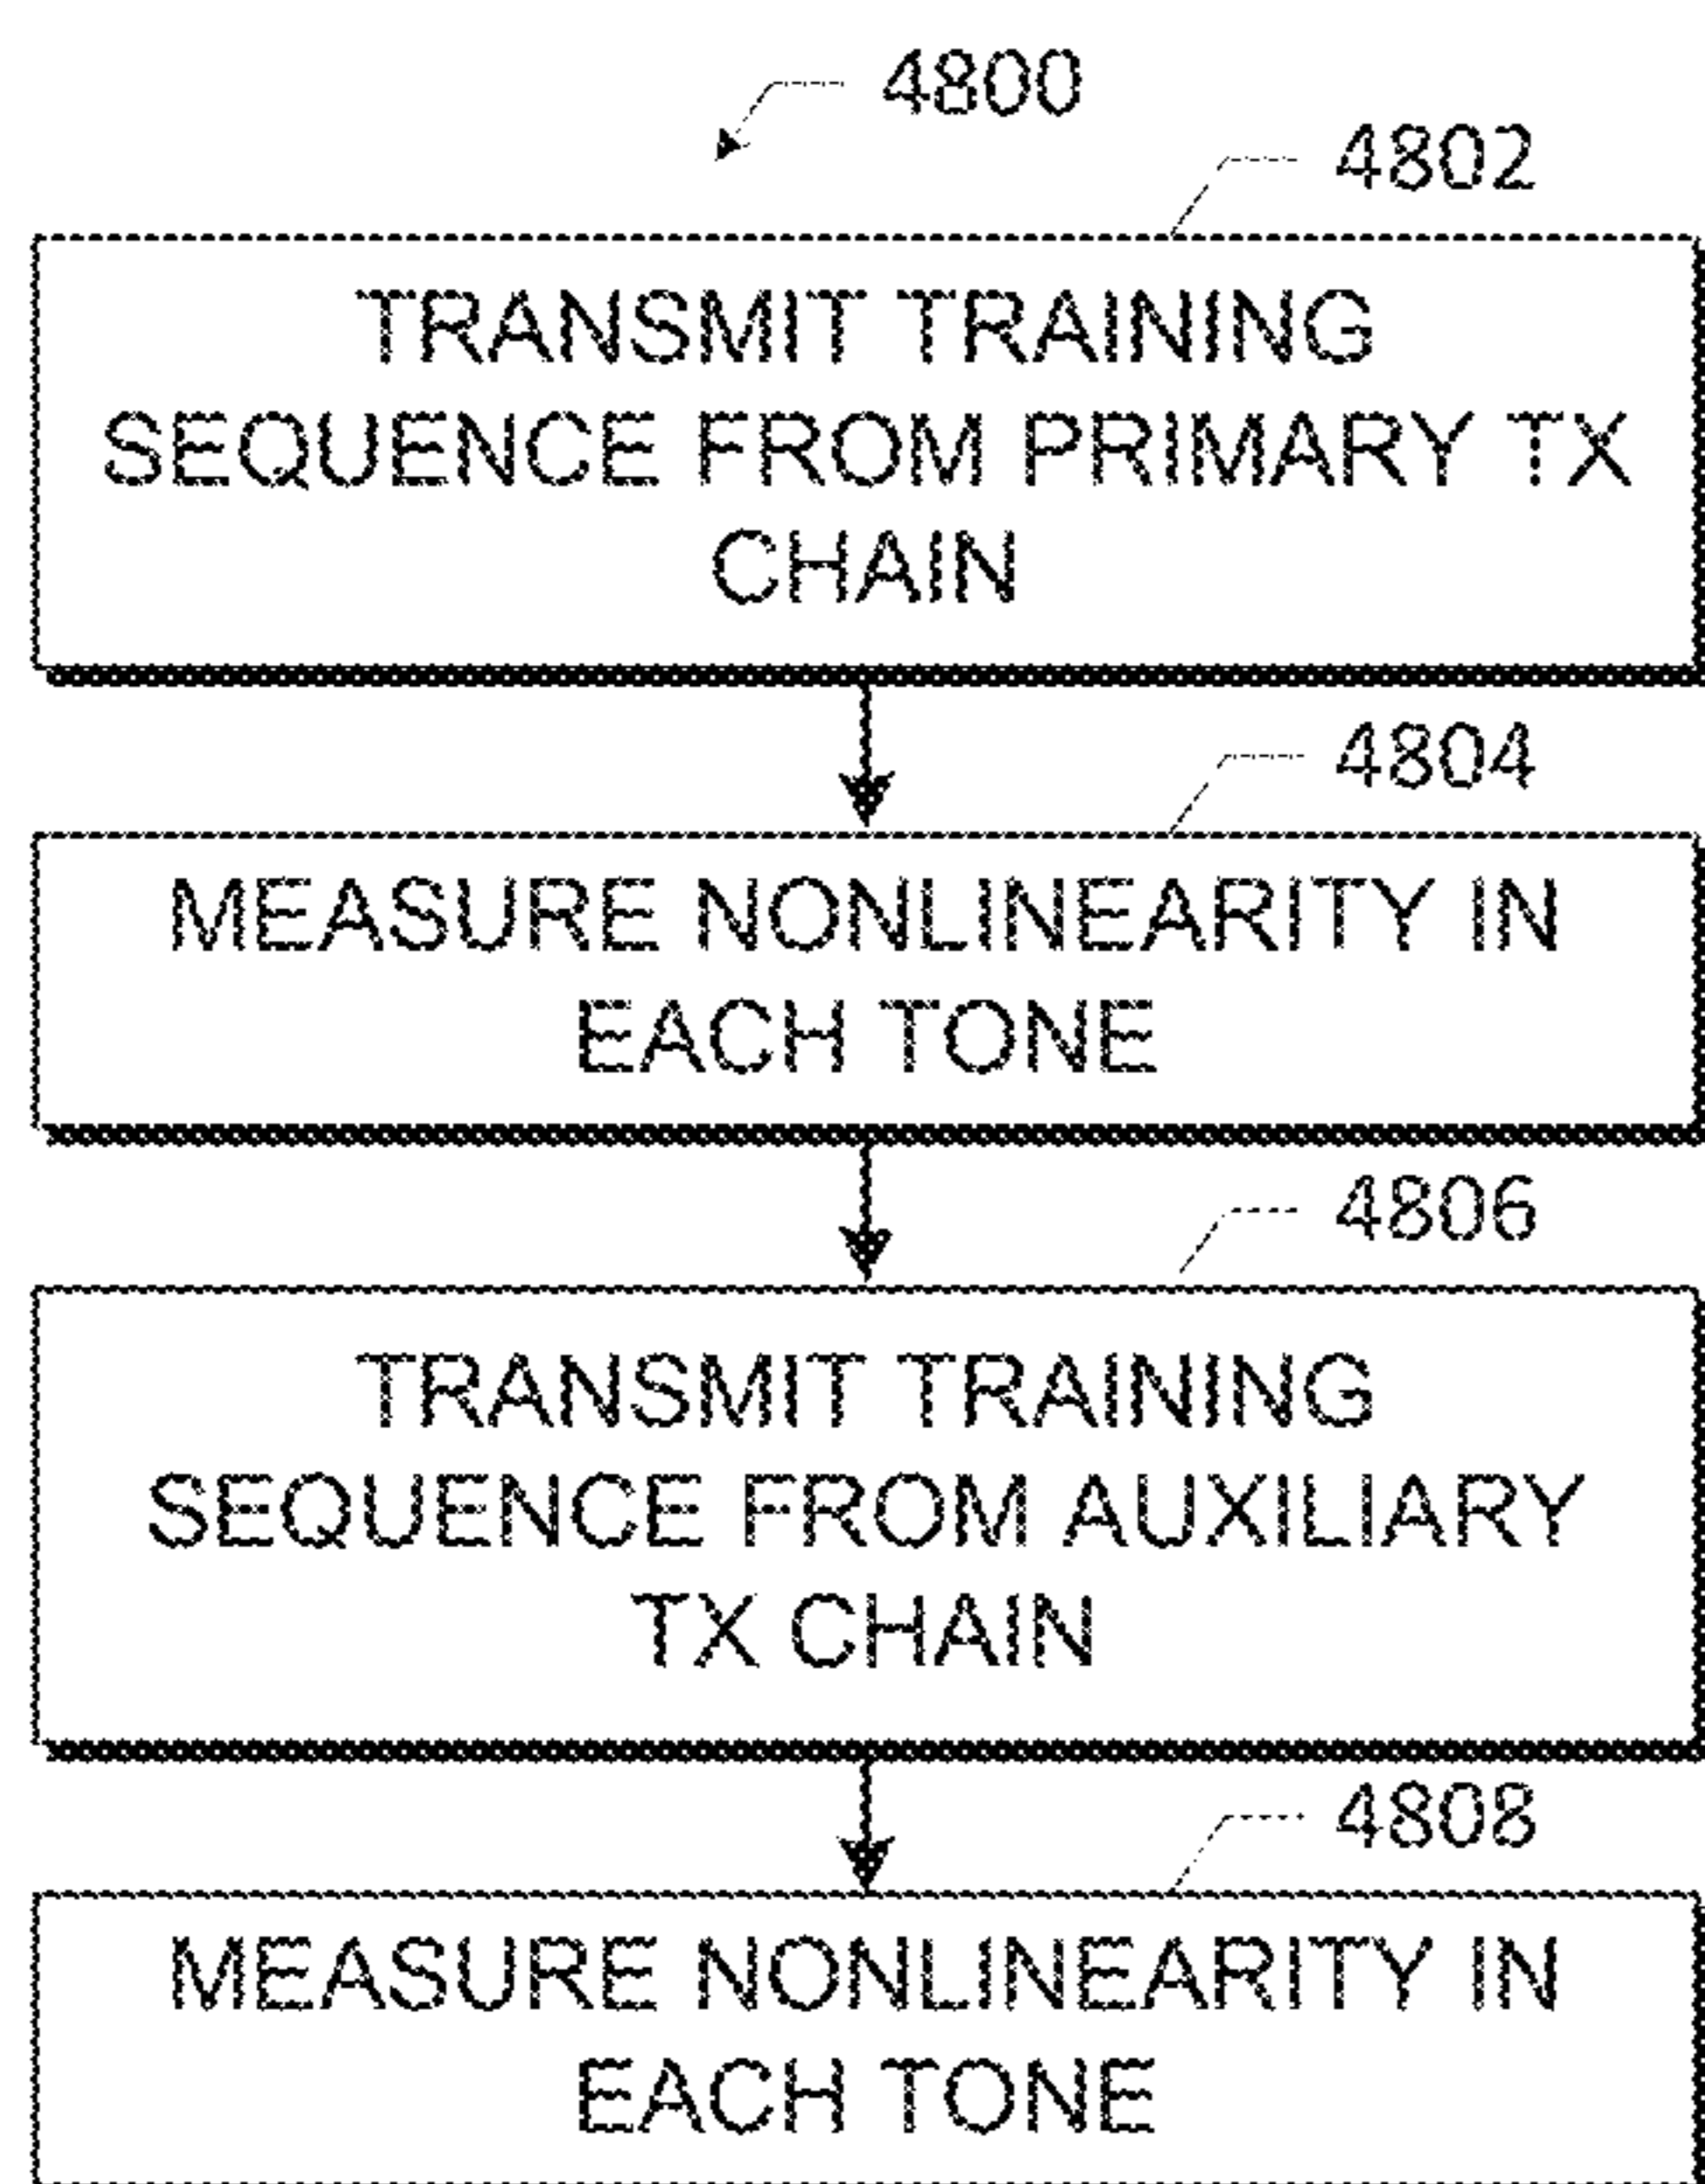 4800
4802
TRANSMIT TRAINING
SEQUENCE FROM PRIMARY TX
CHAIN
4804
MEASURE NONLINEARITY IN
EACH TONE
4806
TRANSMIT TRAINING
SEQUENCE FROM AUXILIARY
TX CHAIN
4808
MEASURE NONLINEARITY IN
EACH TONE